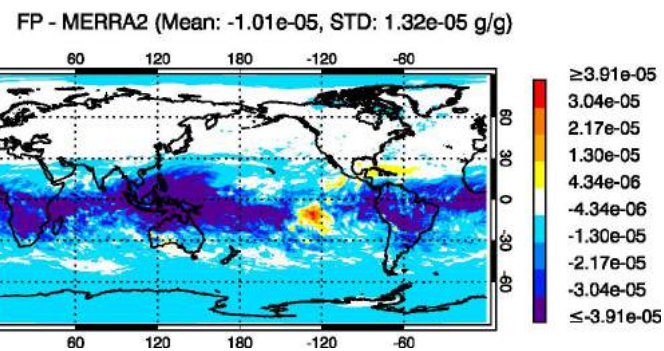 FP - MERRA2 (Mean: -1.01e-05, STD: 1.32e-05 g/g)
60 120 180 -120 -60
60
30
0
-30
-60
60 120 180 -120 -60
≥3.91e-05
3.04e-05
2.17e-05
1.30e-05
4.34e-06
-4.34e-06
-1.30e-05
-2.17e-05
-3.04e-05
≤-3.91e-05